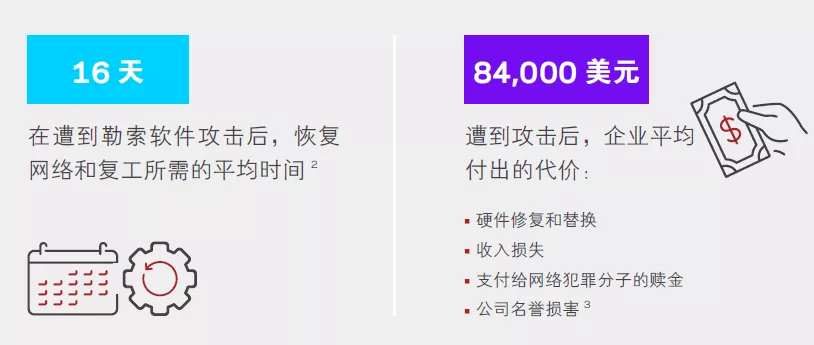 16 天
在遭到勒索软件攻击后，恢复
网络和复工所需的平均时间 2
84,000 美元
遭到攻击后，企业平均
付出的代价：
▪ 硬件修复和替换
▪ 收入损失
▪ 支付给网络犯罪分子的赎金
▪ 公司名誉损害 3
$